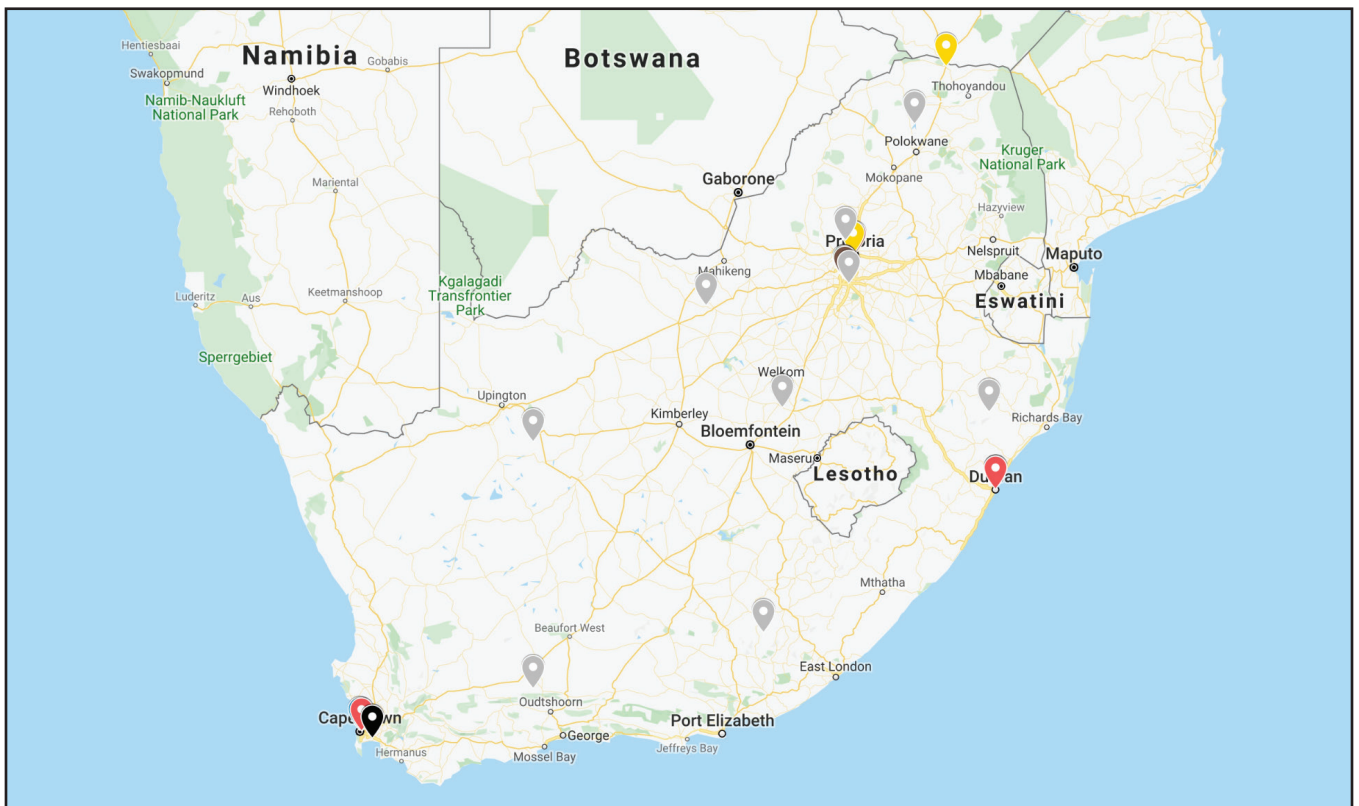 Hentiesbaai
Namibia
Gobabis
Botswana
Swakopmund
Windhoek
Thohoyandou
Namib-Naukluft
National Park
Rehoboth
Polokwane
Kruger
National Park
Mokopane
Gaborone
Mariental
Hazyview
Nelspruit
Maputo
Mahikeng
Mbabane
Kgalagadi
Transfrontier
Park
Eswatini
Luderitz
Aus
Keetmanshoop
Sperrgebiet
Welkom
Upington
Kimberley
Richards Bay
Bloemfontein
Maseru
Lesotho
Mthatha
Beaufort West
East London
Oudtshoorn
Port Elizabeth
George
Hermanus
Mossel Bay
Jeffreys Bay